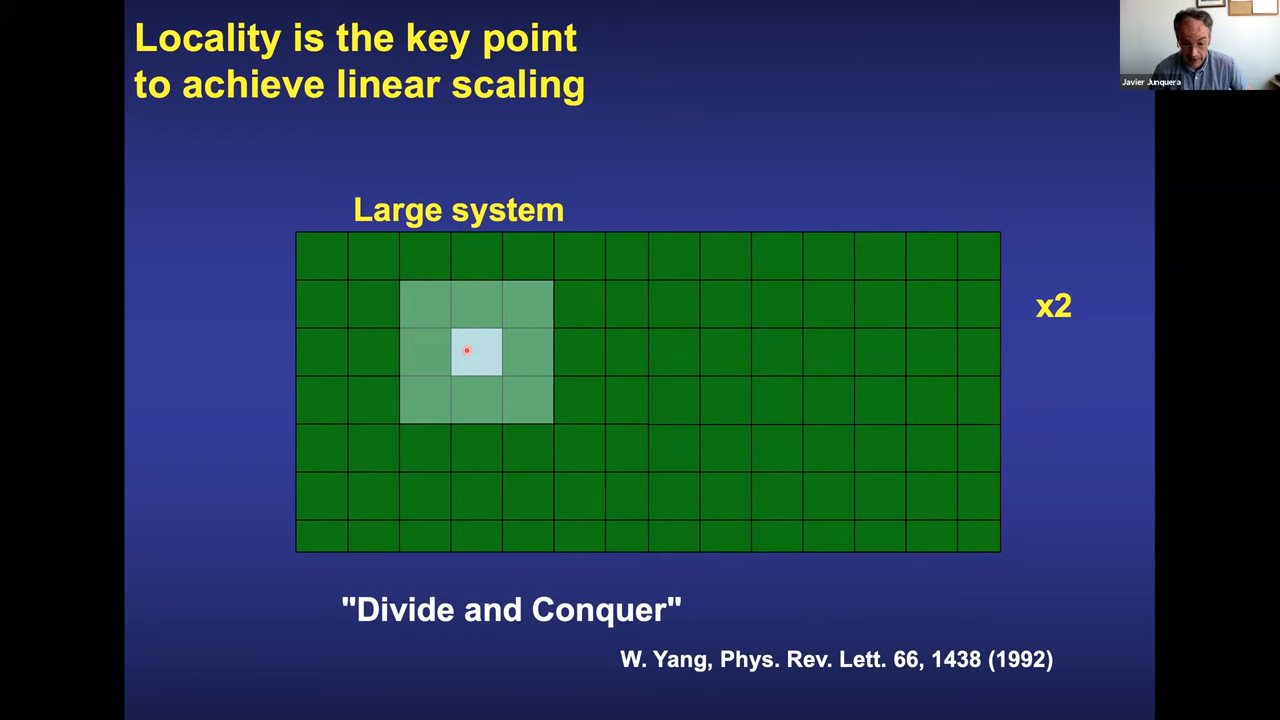 Locality is the key point
to achieve linear scaling
Javier Junquera
Large system
x2
"Divide and Conquer"
W. Yang, Phys. Rev. Lett. 66, 1438 (1992)